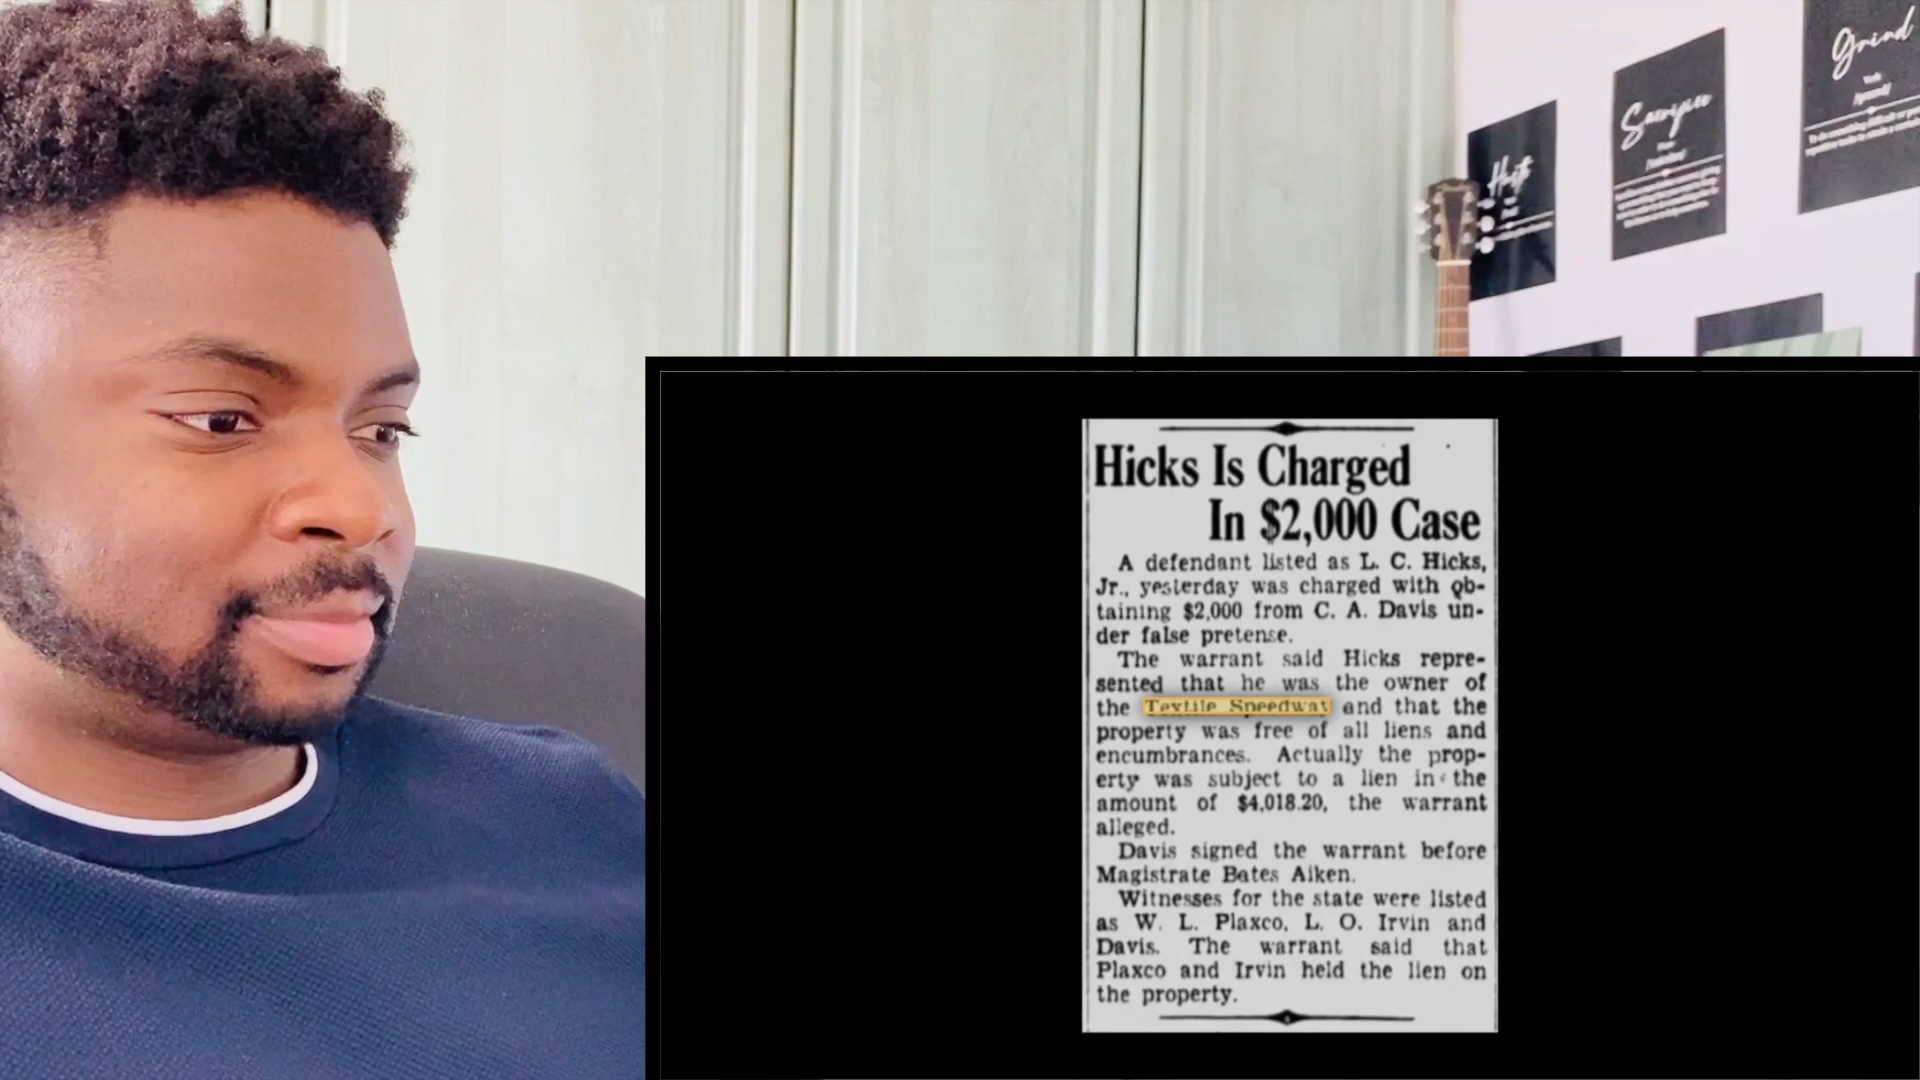 Grind
Sacrifice
Hustle
Hicks Is Charged
In $2,000 Case
A defendant listed as L. C. Hicks,
Jr., yesterday was charged with ob-
taining $2,000 from C. A. Davis un-
der false pretense.
The warrant said Hicks repre-
sented that he was the owner of
the Textile Speedway and that the
property was free of all liens and
encumbrances. Actually the prop-
erty was subject to a lien in the
amount of $4,018.20, the warrant
alleged.
Davis signed the warrant before
Magistrate Bates Aiken.
Witnesses for the state were listed
as W. L. Plaxco, L. O. Irvin and
Davis. The warrant said that
Plaxco and Irvin held the lien on
the property.